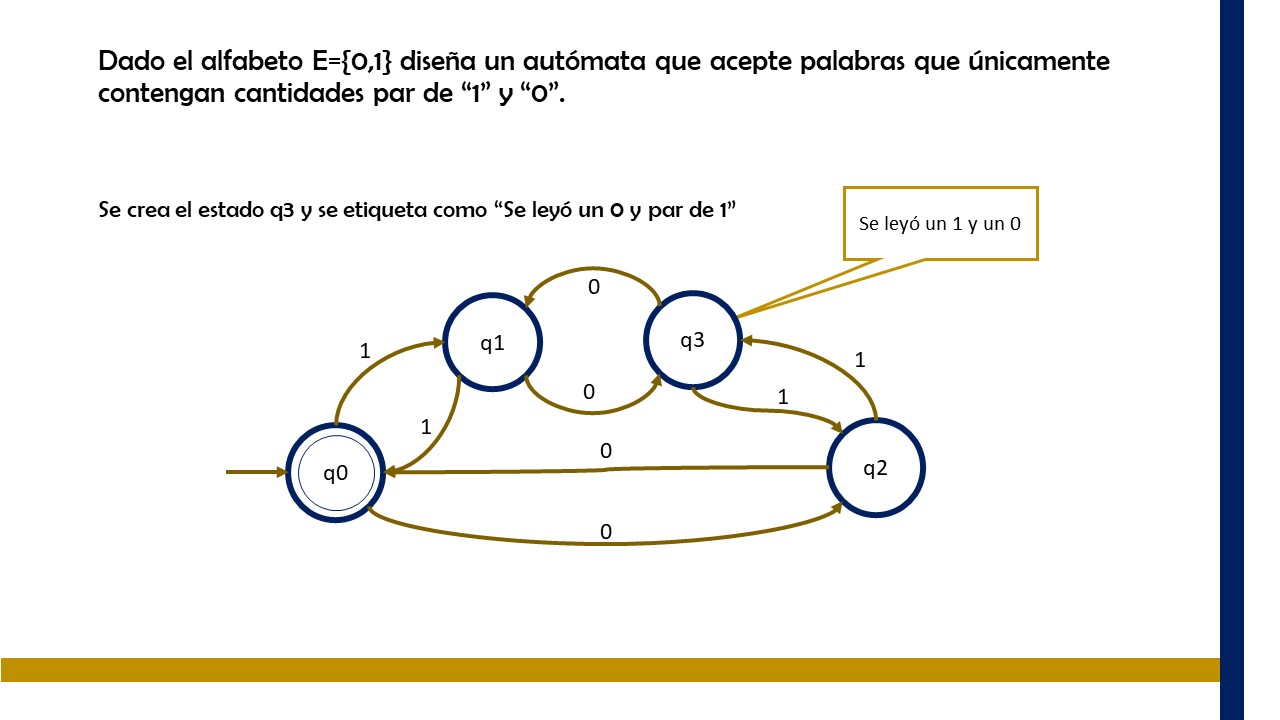 Dado el alfabeto E={0,1} diseña un autómata que acepte palabras que únicamente
contengan cantidades par de “1” y “0”.
Se crea el estado q3 y se etiqueta como “Se leyó un 0 y par de 1”
Se leyó un 1 y un 0
0
q1
q3
1
1
0
1
1
0
q0
q2
0